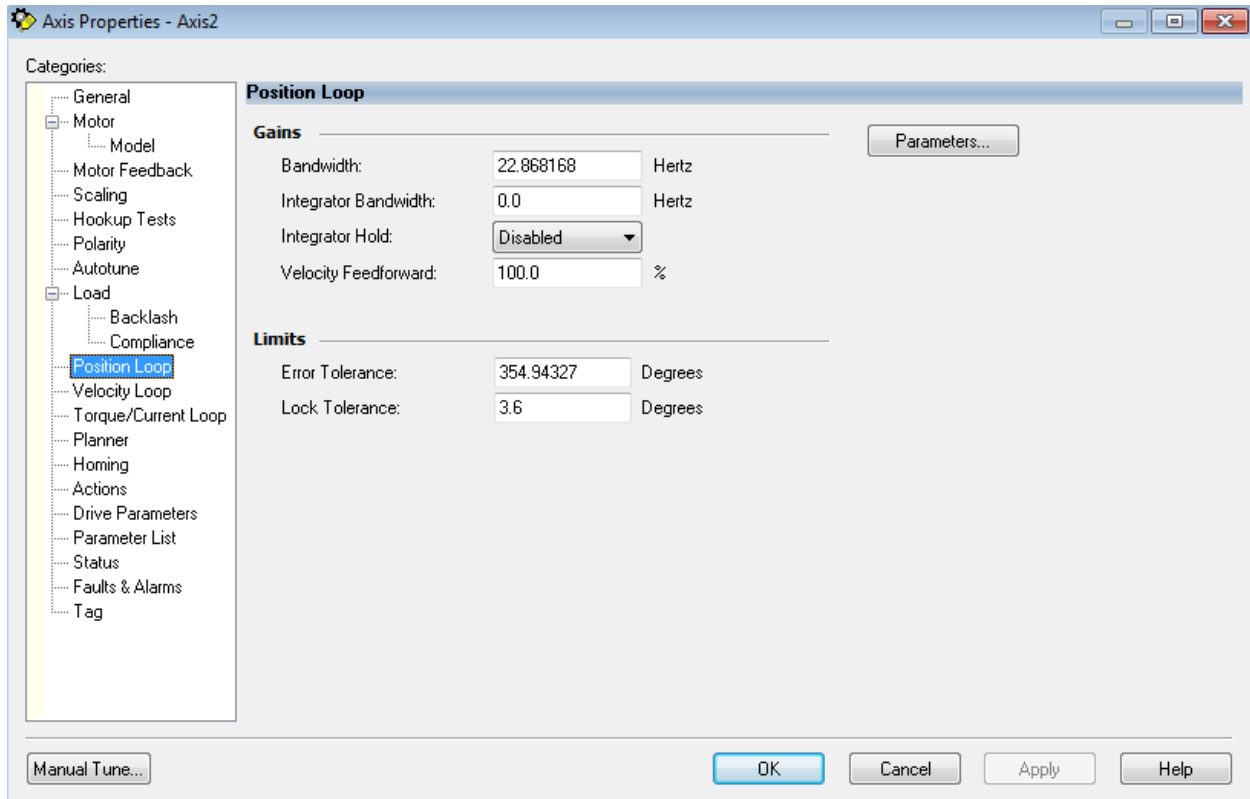 Axis Properties - Axis2
Categories:
General
Motor
Model
Motor Feedback
Scaling
Hookup Tests
Polarity
Autotune
Load
Backlash
Compliance
Position Loop
Velocity Loop
Torque/Current Loop
Planner
Homing
Actions
Drive Parameters
Parameter List
Status
Faults & Alarms
Tag
Position Loop
Gains
Parameters...
Bandwidth: 22.868168 Hertz
Integrator Bandwidth: 0.0 Hertz
Integrator Hold: Disabled
Velocity Feedforward: 100.0 %
Limits
Error Tolerance: 354.94327 Degrees
Lock Tolerance: 3.6 Degrees
Manual Tune... OK Cancel Apply Help